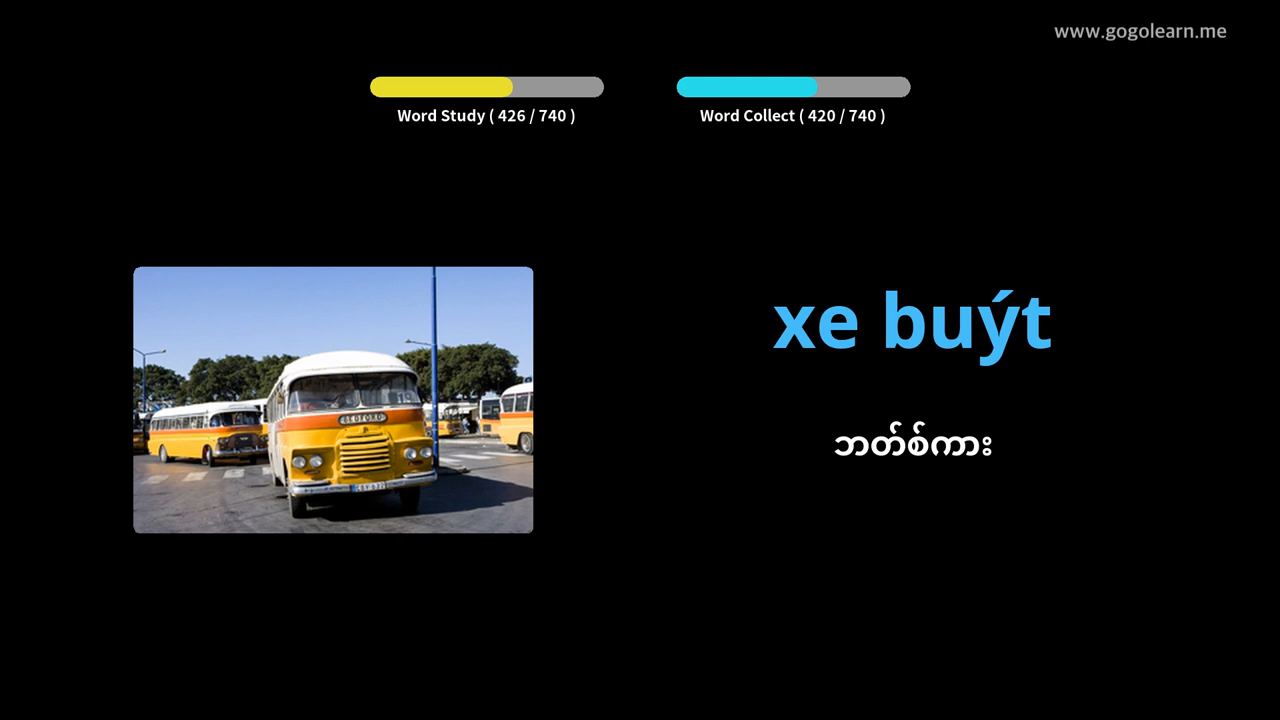 www.gogolearn.me
Word Study ( 426 / 740 )
Word Collect ( 420 / 740 )
xe buýt
ဘတ်စ်ကား
BEDFORD